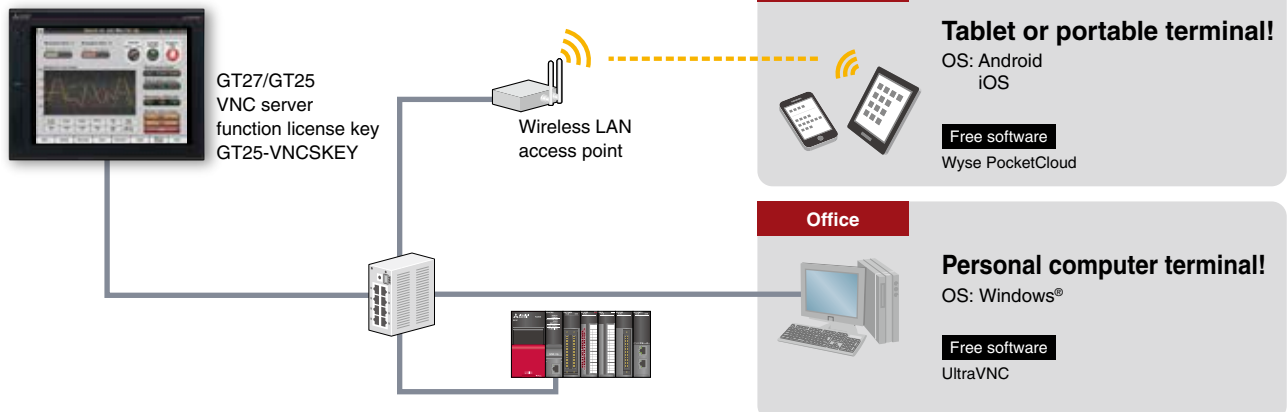 GT27/GT25
VNC server
function license key
GT25-VNCSKEY
Wireless LAN
access point
Tablet or portable terminal!
OS: Android
iOS
Free software
Wyse PocketCloud
Office
Personal computer terminal!
OS: Windows®
Free software
UltraVNC